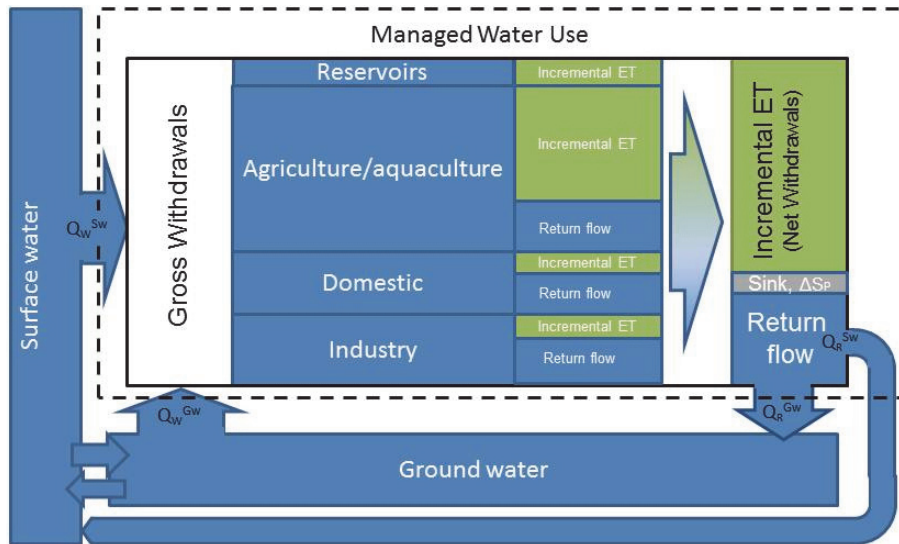 Managed Water Use
Surface water
Q_W^Sw
Gross Withdrawals
Reservoirs
Incremental ET
Agriculture/aquaculture
Incremental ET
Return flow
Domestic
Incremental ET
Return flow
Industry
Incremental ET
Return flow
Incremental ET
(Net Withdrawals)
Sink, ΔSP
Return
flow
Q_R^Sw
Q_W^Gw
Q_R^Gw
Ground water